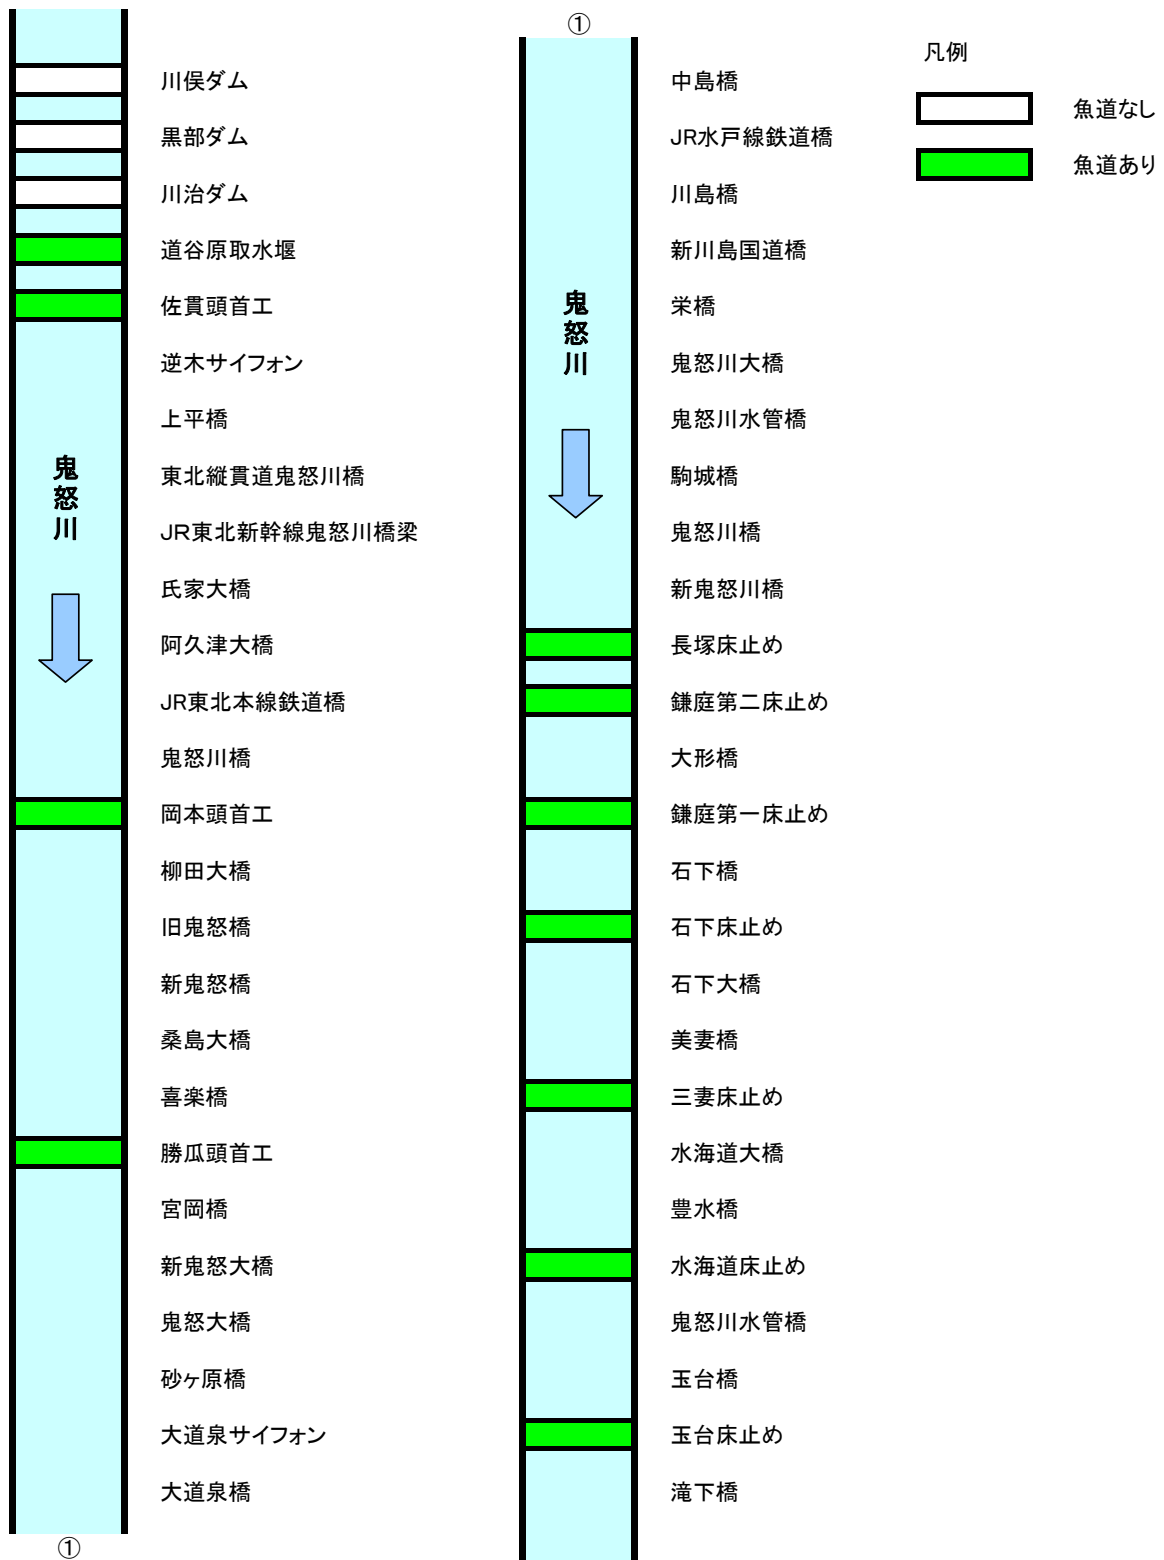 川俣ダム
黒部ダム
川治ダム
道谷原取水堰
佐貫頭首工
逆木サイフォン
上平橋
東北縦貫道鬼怒川橋
JR東北新幹線鬼怒川橋梁
氏家大橋
阿久津大橋
JR東北本線鉄道橋
鬼怒川橋
岡本頭首工
柳田大橋
旧鬼怒橋
新鬼怒橋
桑島大橋
喜楽橋
勝瓜頭首工
宮岡橋
新鬼怒大橋
鬼怒大橋
砂ヶ原橋
大道泉サイフォン
大道泉橋
鬼怒川
①
①
中島橋
JR水戸線鉄道橋
川島橋
新川島国道橋
栄橋
鬼怒川大橋
鬼怒川水管橋
駒城橋
鬼怒川橋
新鬼怒川橋
長塚床止め
鎌庭第二床止め
大形橋
鎌庭第一床止め
石下橋
石下床止め
石下大橋
美妻橋
三妻床止め
水海道大橋
豊水橋
水海道床止め
鬼怒川水管橋
玉台橋
玉台床止め
滝下橋
鬼怒川
凡例
魚道なし
魚道あり